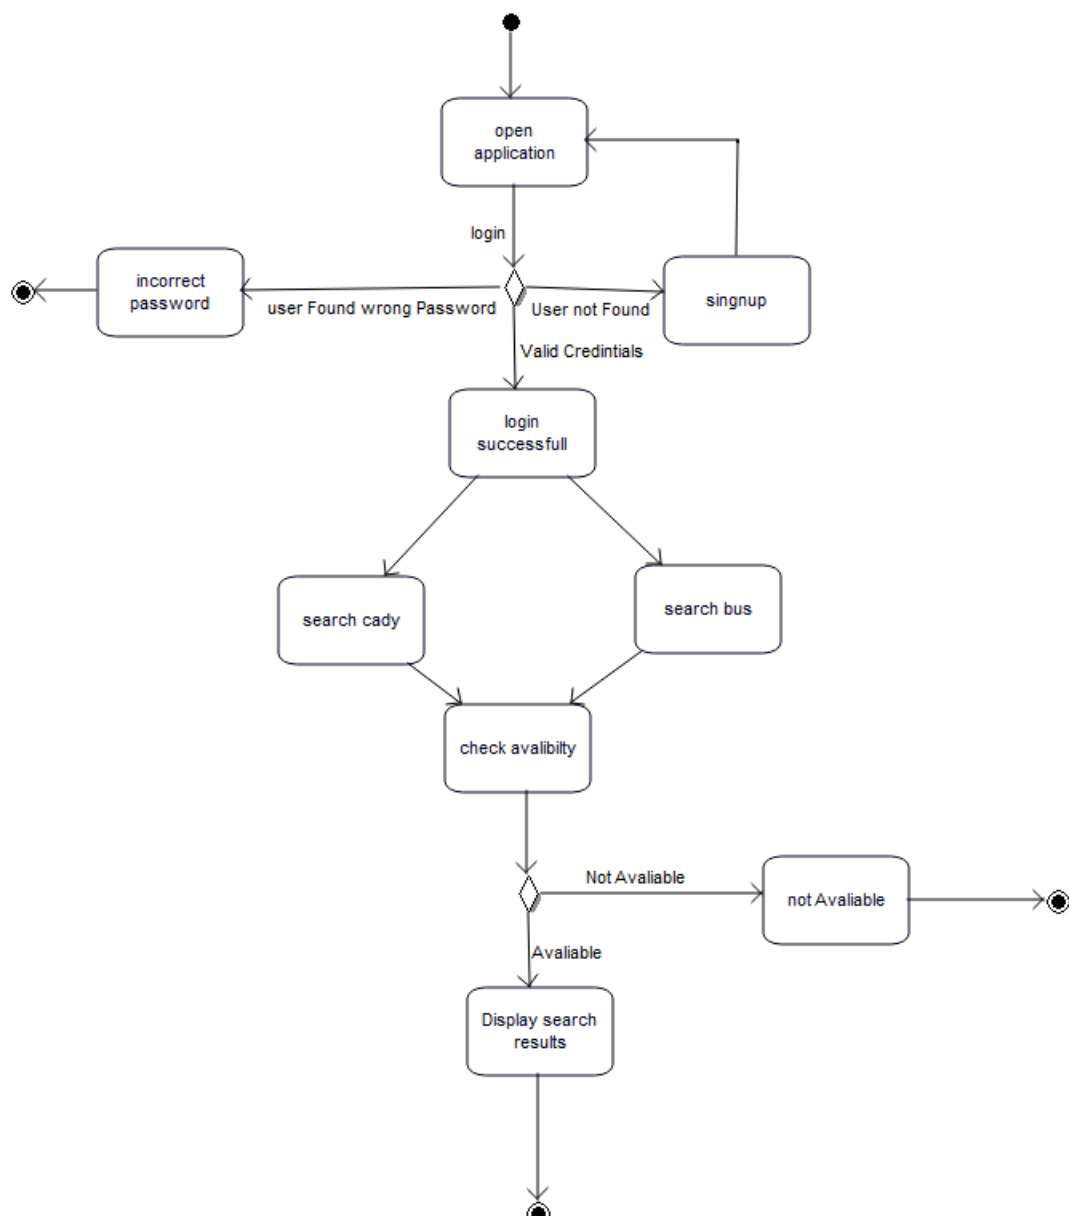 open
application
login
incorrect
password
user Found wrong Password
User not Found
singnup
Valid Credintials
login
successfull
search cady
search bus
check avalibilty
Not Avaliable
not Avaliable
Avaliable
Display search
results